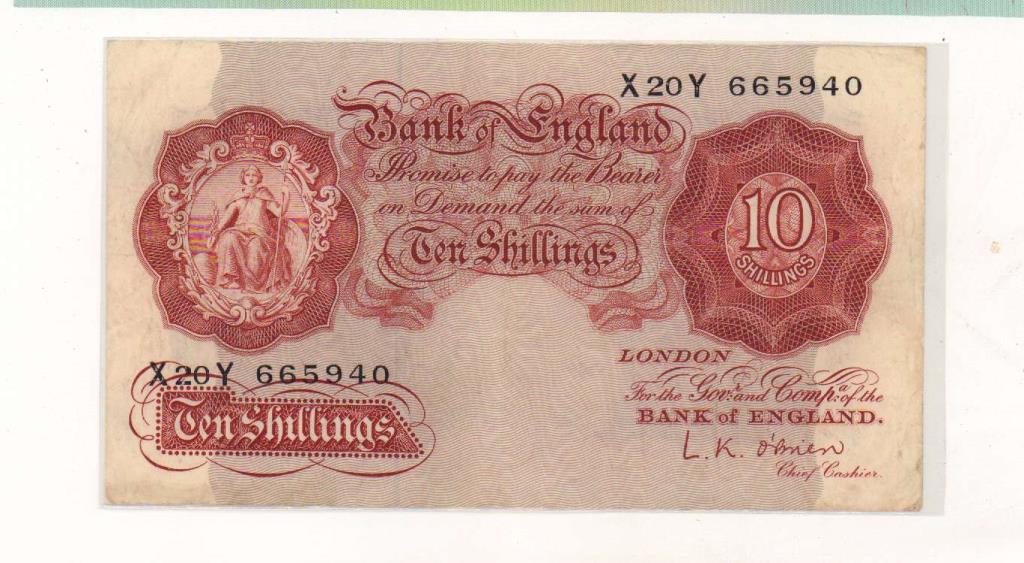 X20Y 665940
Bank of England
Promise to pay the Bearer
on Demand the sum of
Ten Shillings
10
SHILLINGS
X20Y 665940
Ten Shillings
LONDON
For the Govr. and Compa. of the
BANK of ENGLAND.
L.K. O'Brien
Chief Cashier.